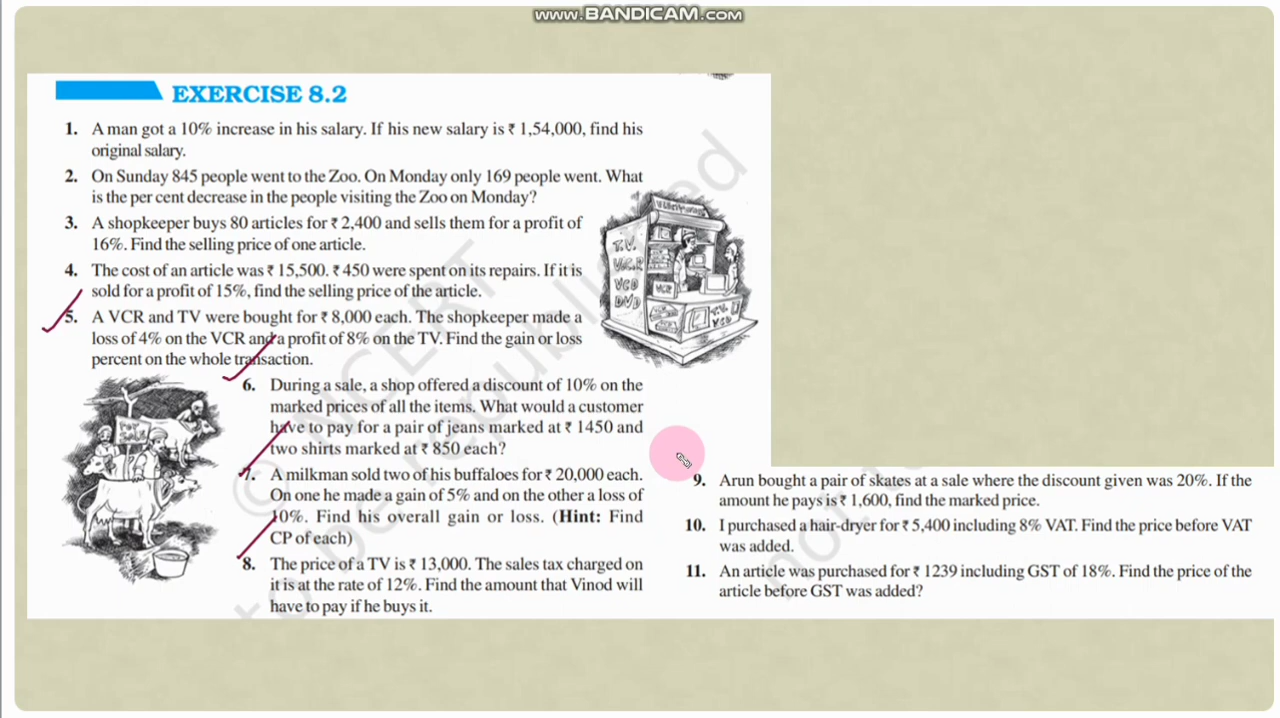 WWW.BANDICAM.COM
EXERCISE 8.2
1. A man got a 10% increase in his salary. If his new salary is ₹ 1,54,000, find his
original salary.
2. On Sunday 845 people went to the Zoo. On Monday only 169 people went. What
is the per cent decrease in the people visiting the Zoo on Monday?
3. A shopkeeper buys 80 articles for ₹ 2,400 and sells them for a profit of
16%. Find the selling price of one article.
4. The cost of an article was ₹ 15,500. ₹ 450 were spent on its repairs. If it is
sold for a profit of 15%, find the selling price of the article.
5. A VCR and TV were bought for ₹ 8,000 each. The shopkeeper made a
loss of 4% on the VCR and a profit of 8% on the TV. Find the gain or loss
percent on the whole transaction.
T.V.
VCR
VCD
DVD
VCR
T.V.
VCD
PAY
SALE
6. During a sale, a shop offered a discount of 10% on the
marked prices of all the items. What would a customer
have to pay for a pair of jeans marked at ₹ 1450 and
two shirts marked at ₹ 850 each?
7. A milkman sold two of his buffaloes for ₹ 20,000 each.
On one he made a gain of 5% and on the other a loss of
10%. Find his overall gain or loss. (Hint: Find
CP of each)
8. The price of a TV is ₹ 13,000. The sales tax charged on
it is at the rate of 12%. Find the amount that Vinod will
have to pay if he buys it.
9. Arun bought a pair of skates at a sale where the discount given was 20%. If the
amount he pays is ₹ 1,600, find the marked price.
10. I purchased a hair-dryer for ₹ 5,400 including 8% VAT. Find the price before VAT
was added.
11. An article was purchased for ₹ 1239 including GST of 18%. Find the price of the
article before GST was added?
© NCERT
to be republished
not to